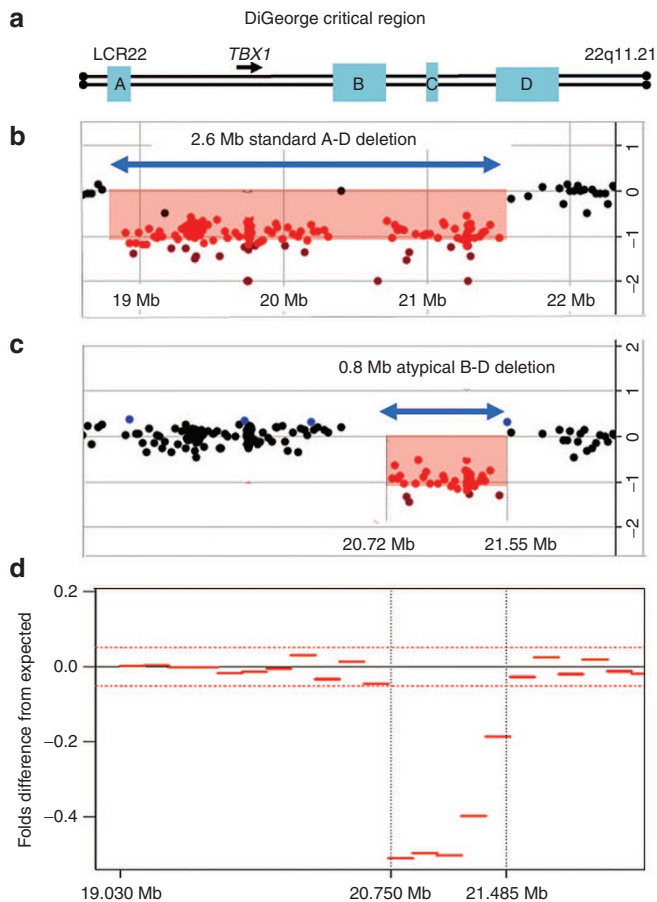 a
DiGeorge critical region
LCR22
TBX1
22q11.21
A
B
C
D
b
2.6 Mb standard A-D deletion
1
0
−1
−2
19 Mb
20 Mb
21 Mb
22 Mb
c
2
0.8 Mb atypical B-D deletion
1
0
−1
−2
20.72 Mb
21.55 Mb
d
Folds difference from expected
0.2
0.0
−0.2
−0.4
19.030 Mb
20.750 Mb
21.485 Mb